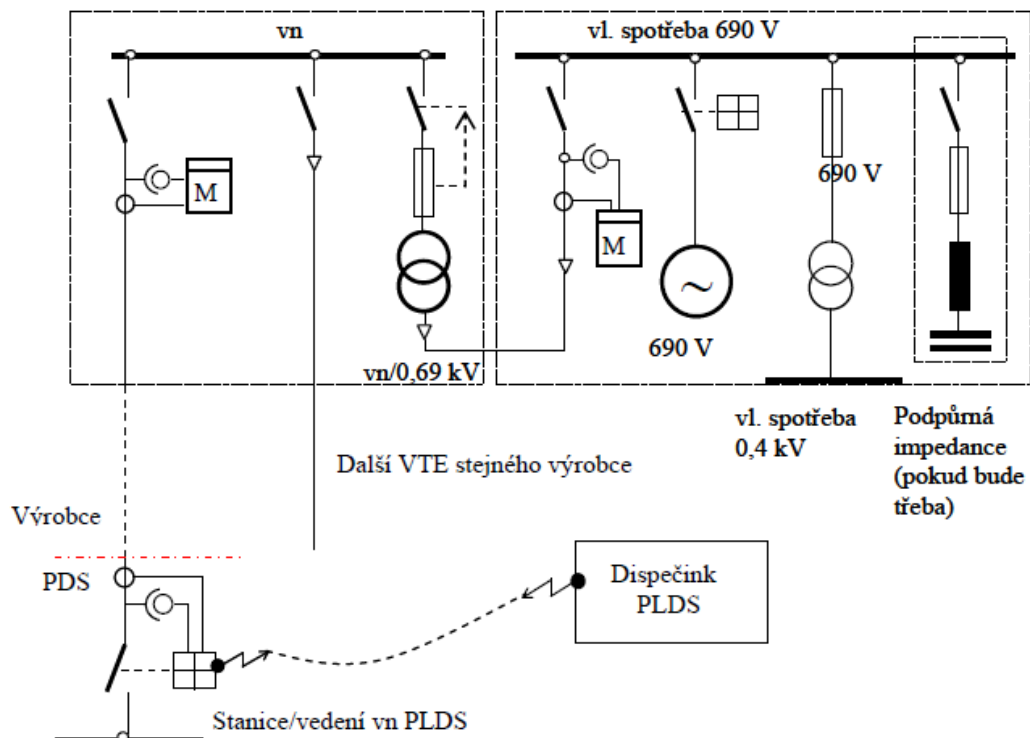 vn
vl. spotřeba 690 V
M
M
690 V
690 V
vn/0,69 kV
vl. spotřeba
0,4 kV
Podpůrná
impedance
(pokud bude
třeba)
Další VTE stejného výrobce
Výrobce
PDS
Dispečink
PLDS
Stanice/vedení vn PLDS